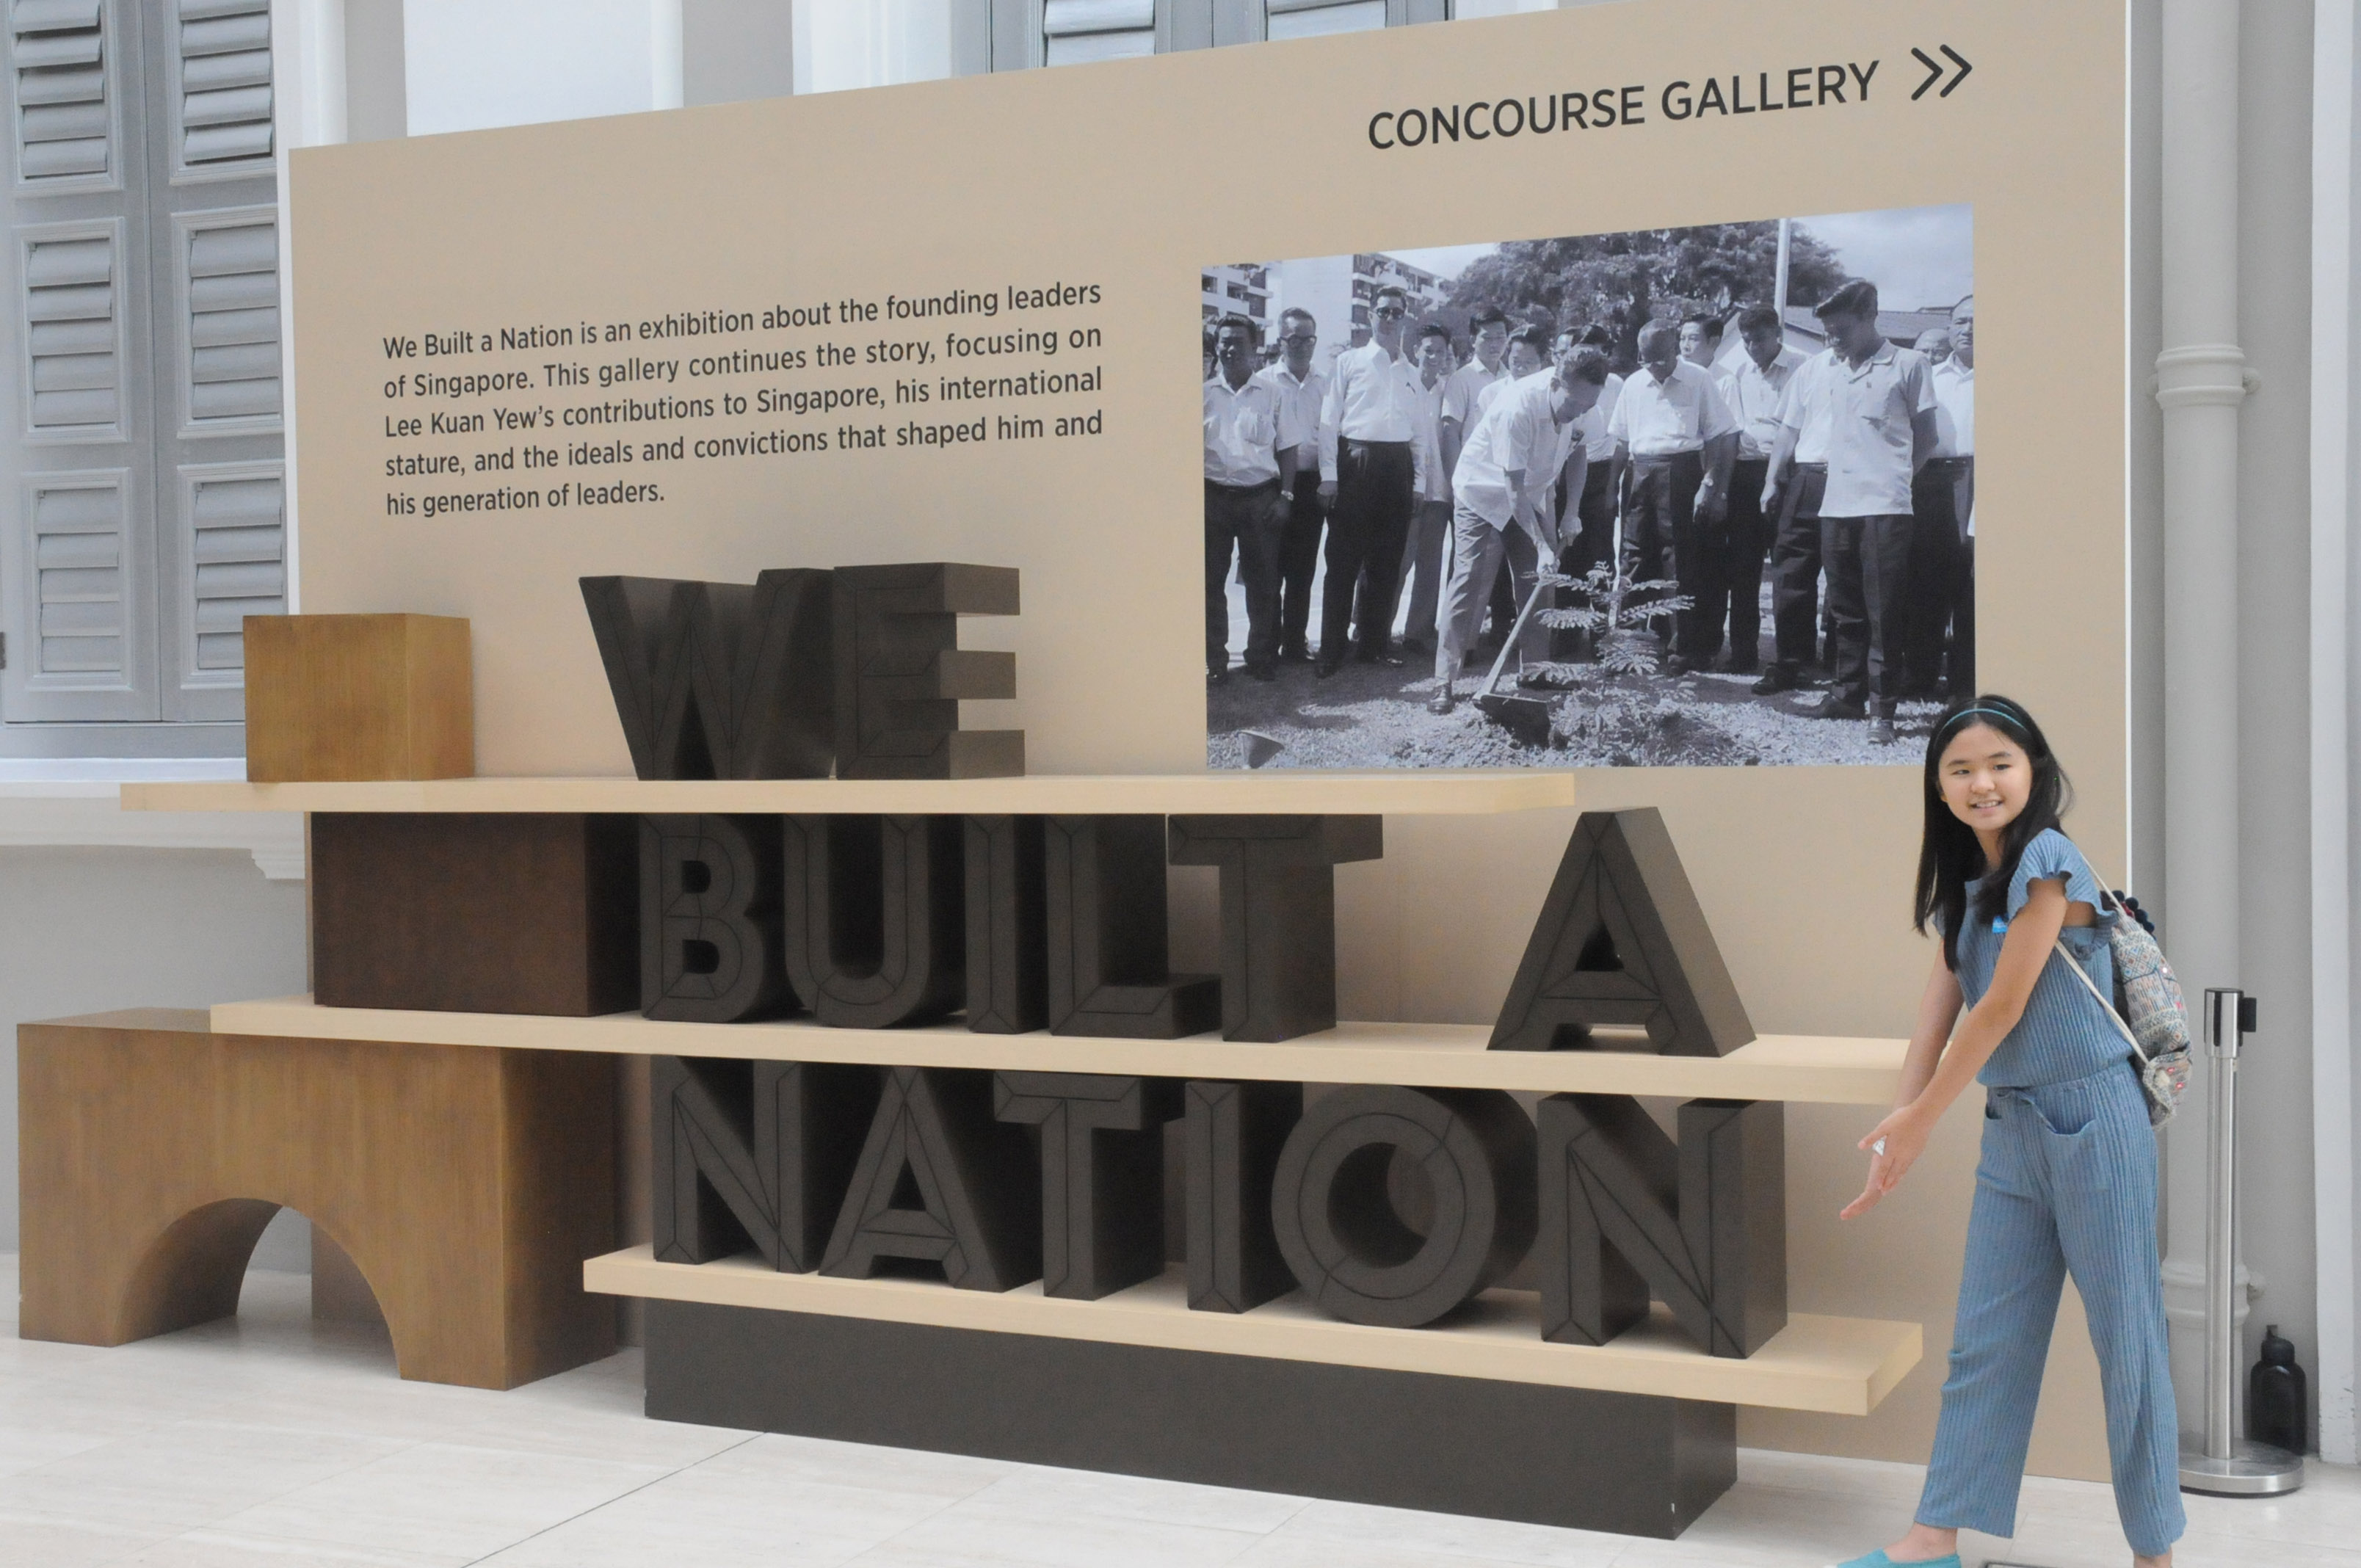 CONCOURSE GALLERY >>
We Built a Nation is an exhibition about the founding leaders
of Singapore. This gallery continues the story, focusing on
Lee Kuan Yew’s contributions to Singapore, his international
stature, and the ideals and convictions that shaped him and
his generation of leaders.
WE
BUILT A
NATION